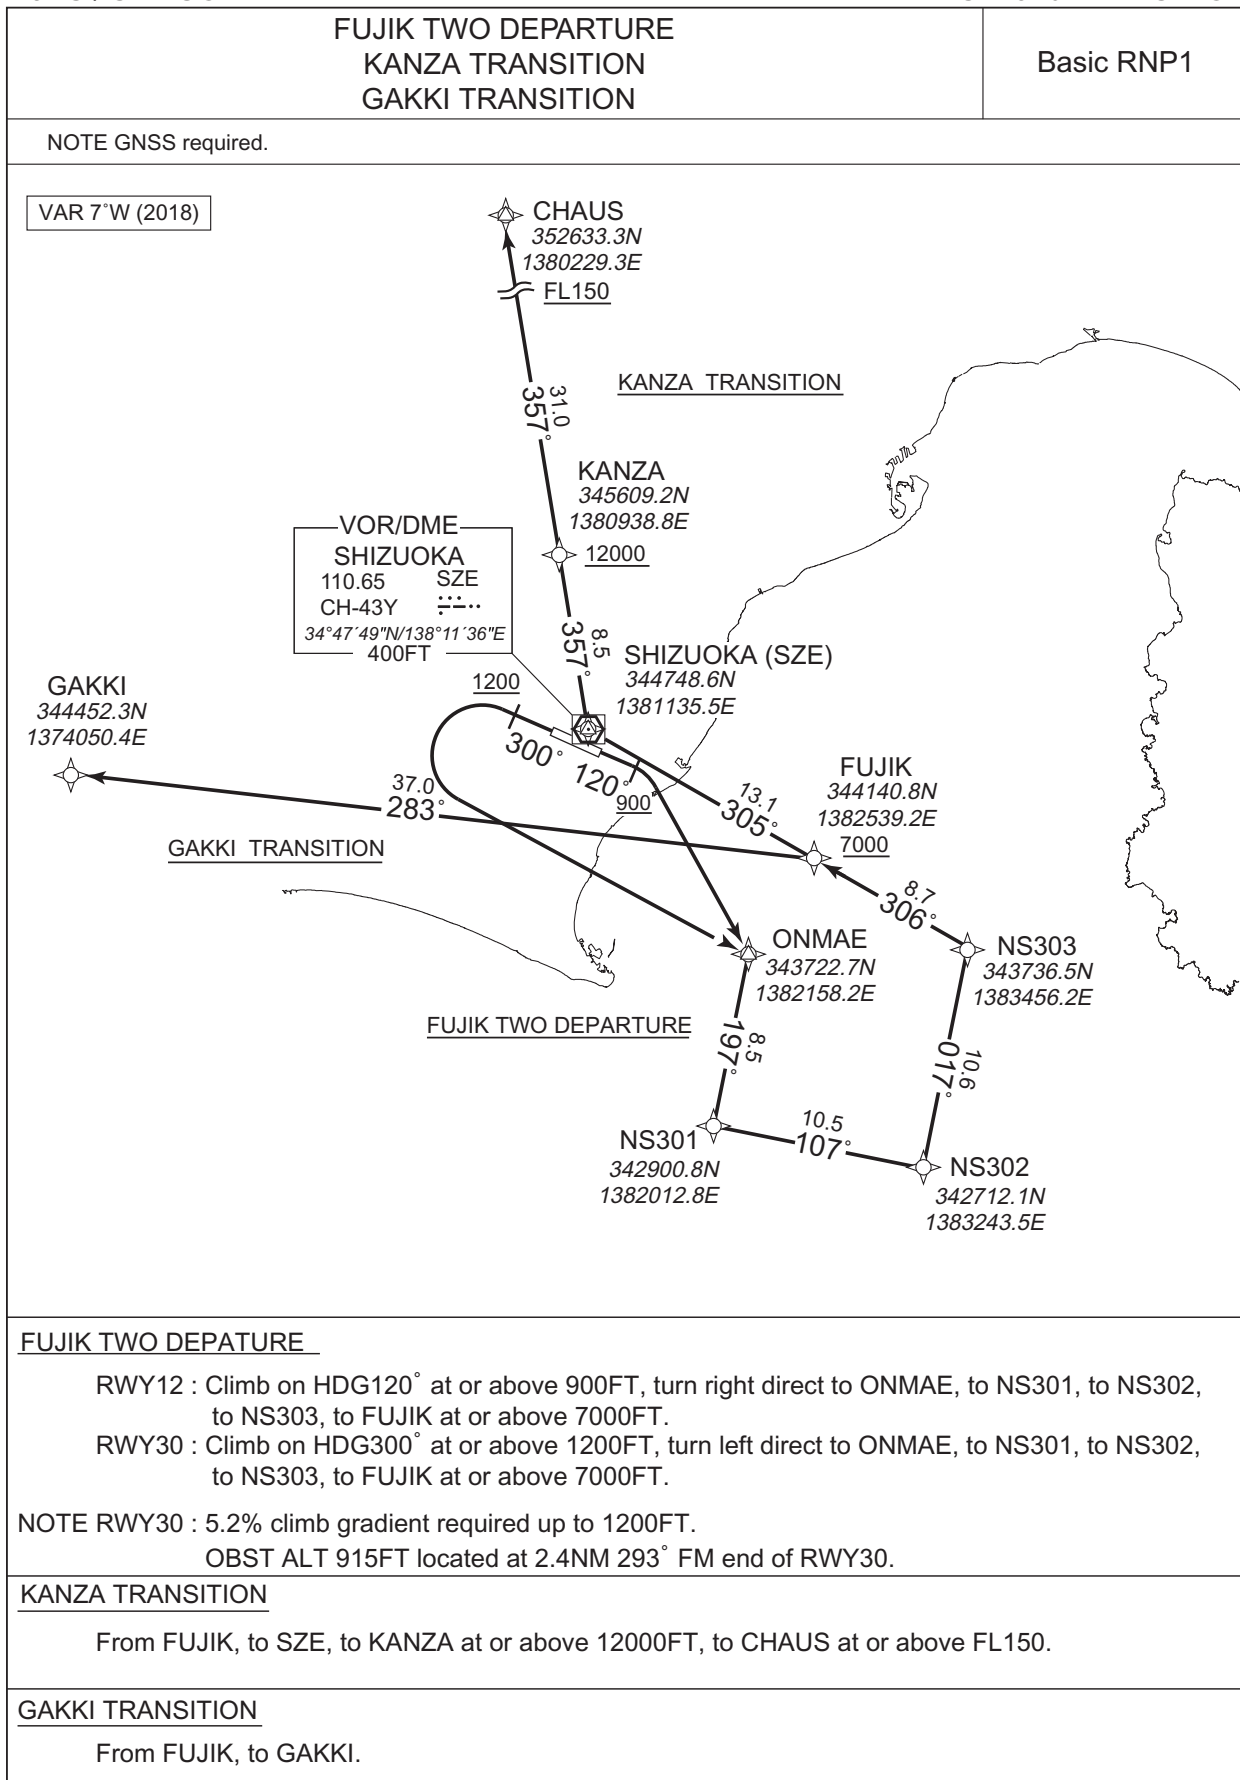 FUJIK TWO DEPARTURE
KANZA TRANSITION
GAKKI TRANSITION
Basic RNP1
NOTE GNSS required.
VAR 7°W (2018)
CHAUS
352633.3N
1380229.3E
FL150
KANZA TRANSITION
31.0
357°
KANZA
345609.2N
1380938.8E
12000
VOR/DME
SHIZUOKA
110.65 SZE
CH-43Y
34°47´49"N/138°11´36"E
400FT
8.5
357°
SHIZUOKA (SZE)
344748.6N
1381135.5E
GAKKI
344452.3N
1374050.4E
1200
300°
120°
900
37.0
283°
GAKKI TRANSITION
13.1
305°
FUJIK
344140.8N
1382539.2E
7000
8.7
306°
ONMAE
343722.7N
1382158.2E
NS303
343736.5N
1383456.2E
FUJIK TWO DEPARTURE
8.5
197°
10.6
017°
10.5
107°
NS301
342900.8N
1382012.8E
NS302
342712.1N
1383243.5E
FUJIK TWO DEPATURE
RWY12 : Climb on HDG120° at or above 900FT, turn right direct to ONMAE, to NS301, to NS302,
to NS303, to FUJIK at or above 7000FT.
RWY30 : Climb on HDG300° at or above 1200FT, turn left direct to ONMAE, to NS301, to NS302,
to NS303, to FUJIK at or above 7000FT.
NOTE RWY30 : 5.2% climb gradient required up to 1200FT.
OBST ALT 915FT located at 2.4NM 293° FM end of RWY30.
KANZA TRANSITION
From FUJIK, to SZE, to KANZA at or above 12000FT, to CHAUS at or above FL150.
GAKKI TRANSITION
From FUJIK, to GAKKI.